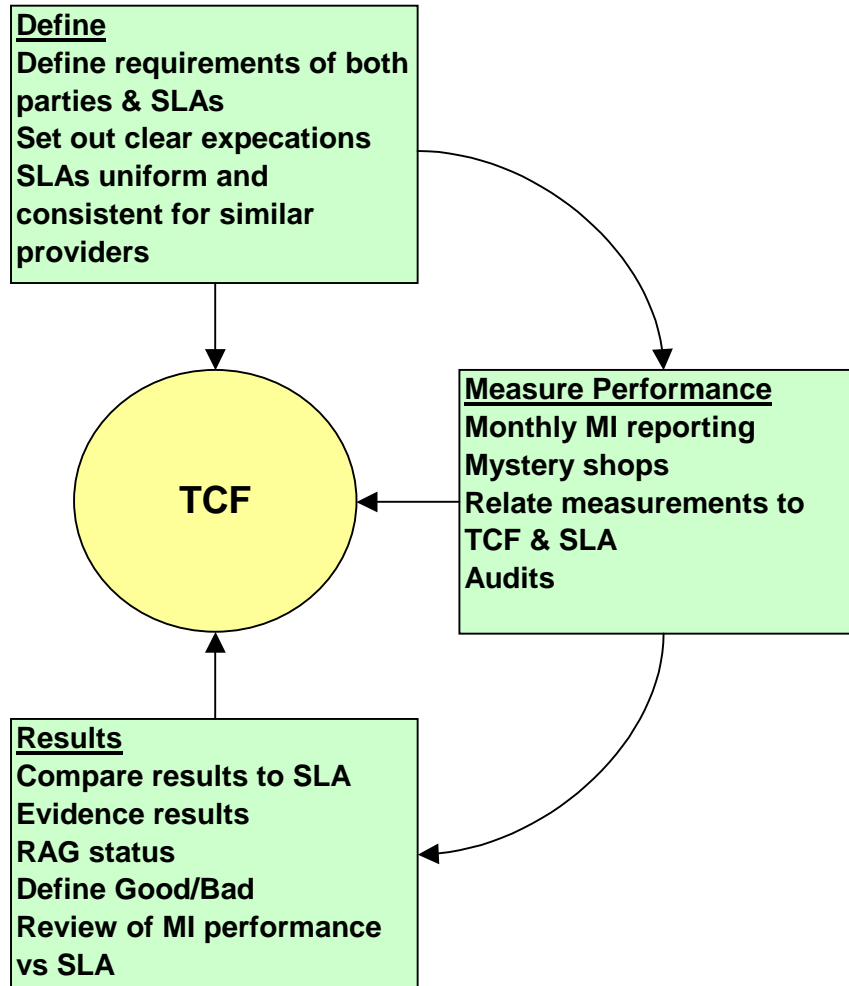 Define
Define requirements of both
parties & SLAs
Set out clear expecations
SLAs uniform and
consistent for similar
providers
TCF
Measure Performance
Monthly MI reporting
Mystery shops
Relate measurements to
TCF & SLA
Audits
Results
Compare results to SLA
Evidence results
RAG status
Define Good/Bad
Review of MI performance
vs SLA